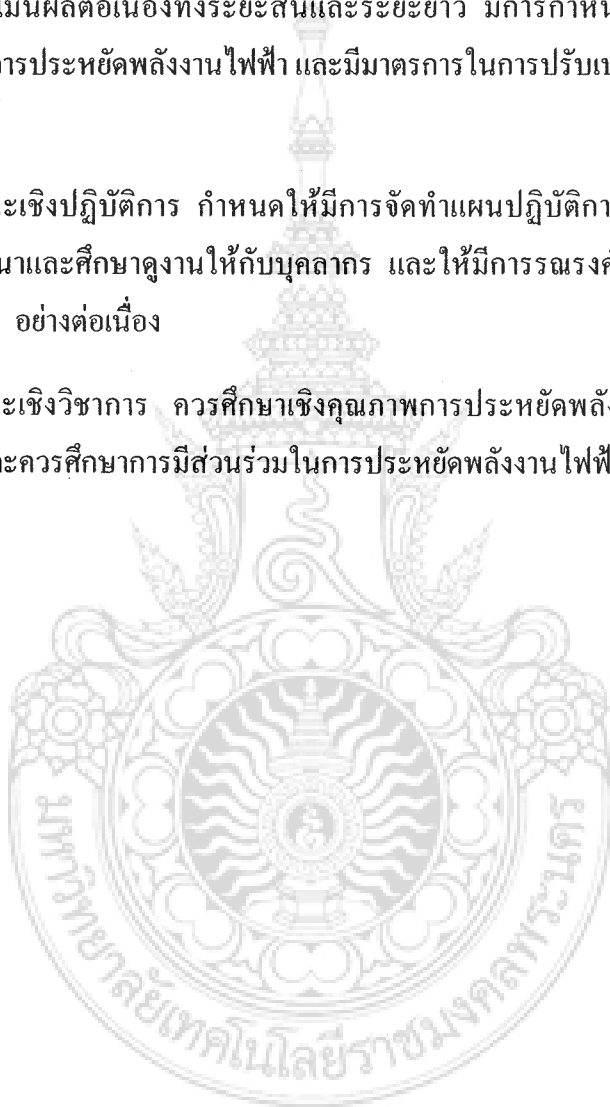 ผลต่อเนื่องทั้งระยะสั้นและระยะยาว มีการกำหน
การประหยัดพลังงานไฟฟ้า และมีมาตรการในการปรับเป
ะเชิงปฏิบัติการ กำหนดให้มีการจัดทำแผนปฏิบัติกา
นาและศึกษาดูงานให้กับบุคลากร และให้มีการรณรงค์
อย่างต่อเนื่อง
ะเชิงวิชาการ ควรศึกษาเชิงคุณภาพการประหยัดพลัง
ะควรศึกษาการมีส่วนร่วมในการประหยัดพลังงานไฟฟ้
มหาวิทยาลัยเทคโนโลยีราชมงคลพระนคร